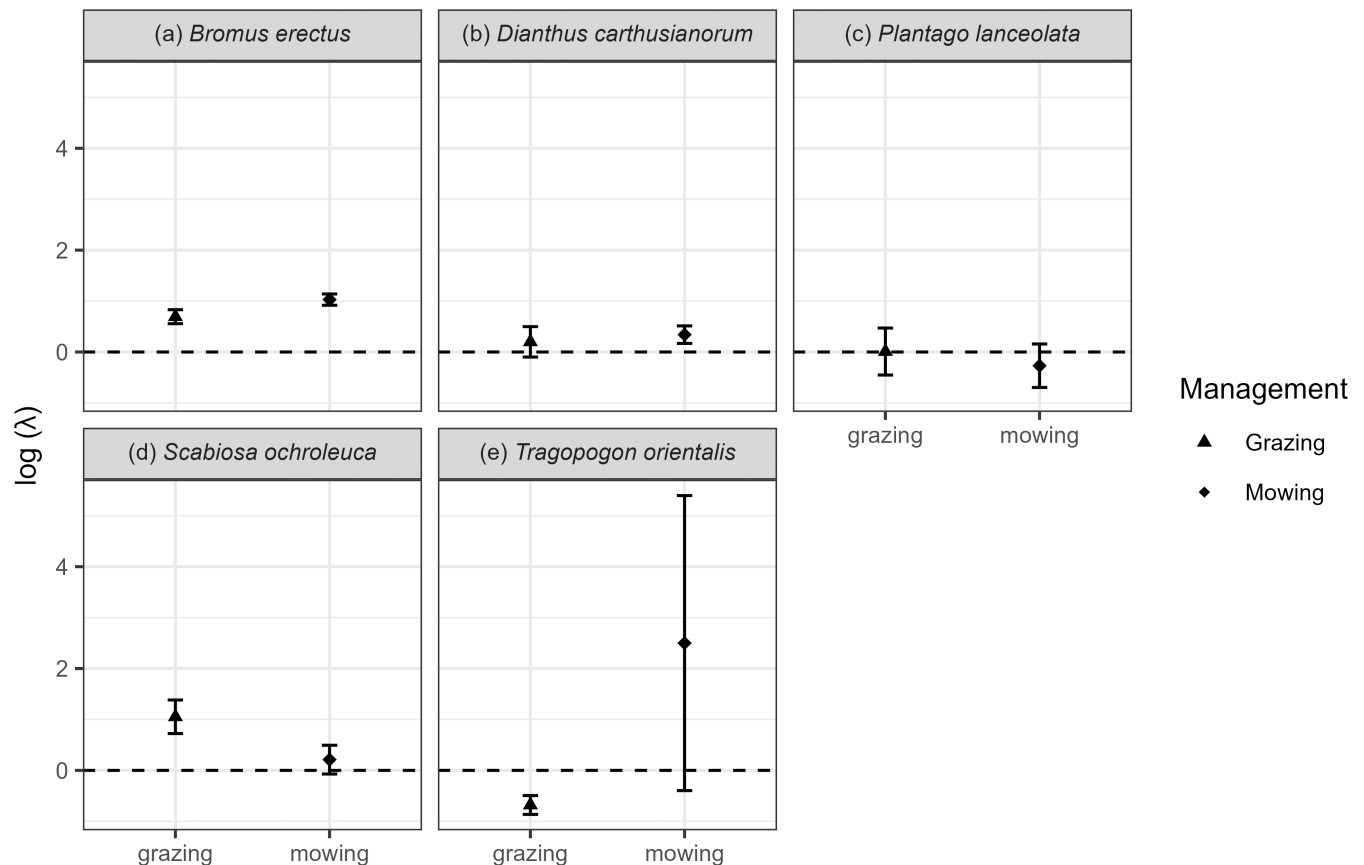 (a) Bromus erectus
(b) Dianthus carthusianorum
(c) Plantago lanceolata
4
2
0
grazing
mowing
log (λ)
(d) Scabiosa ochroleuca
(e) Tragopogon orientalis
4
2
0
grazing
mowing
grazing
mowing
Management
Grazing
Mowing